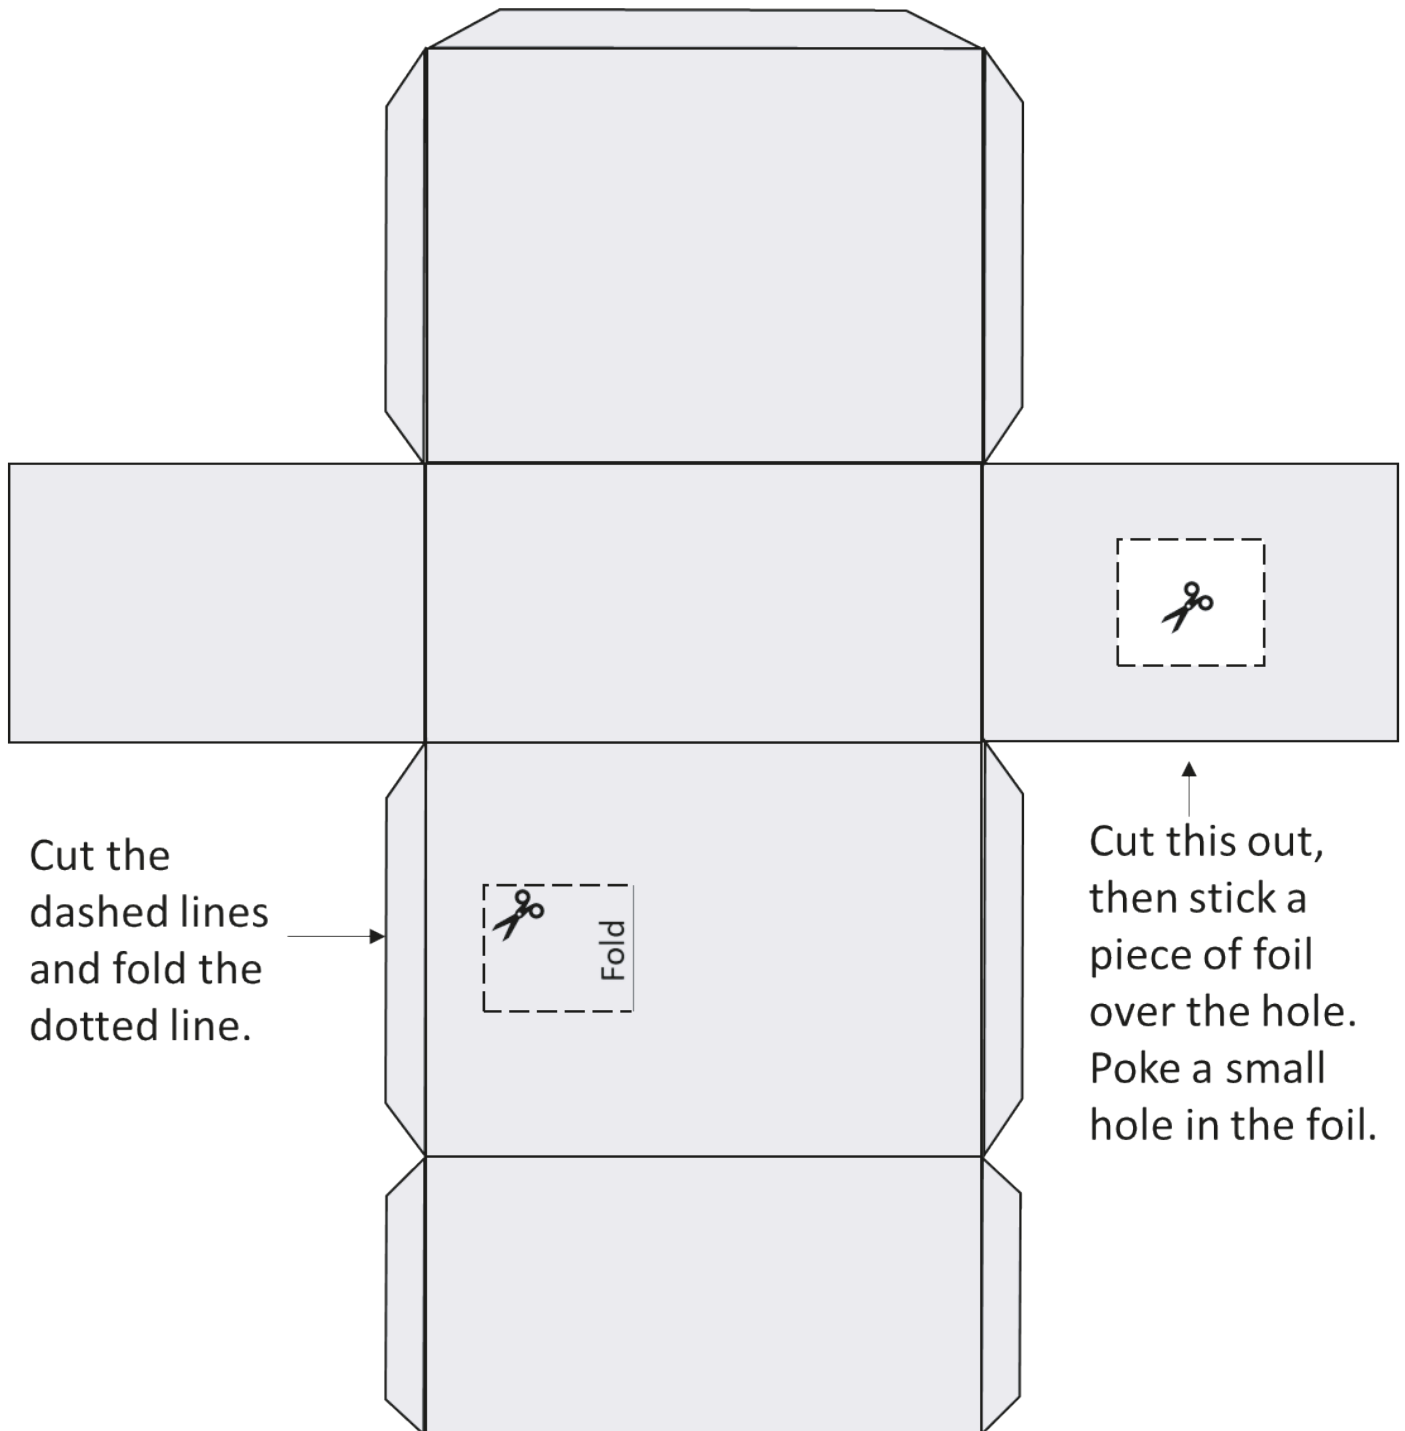 Cut the
dashed lines
and fold the
dotted line.
Fold
Cut this out,
then stick a
piece of foil
over the hole.
Poke a small
hole in the foil.